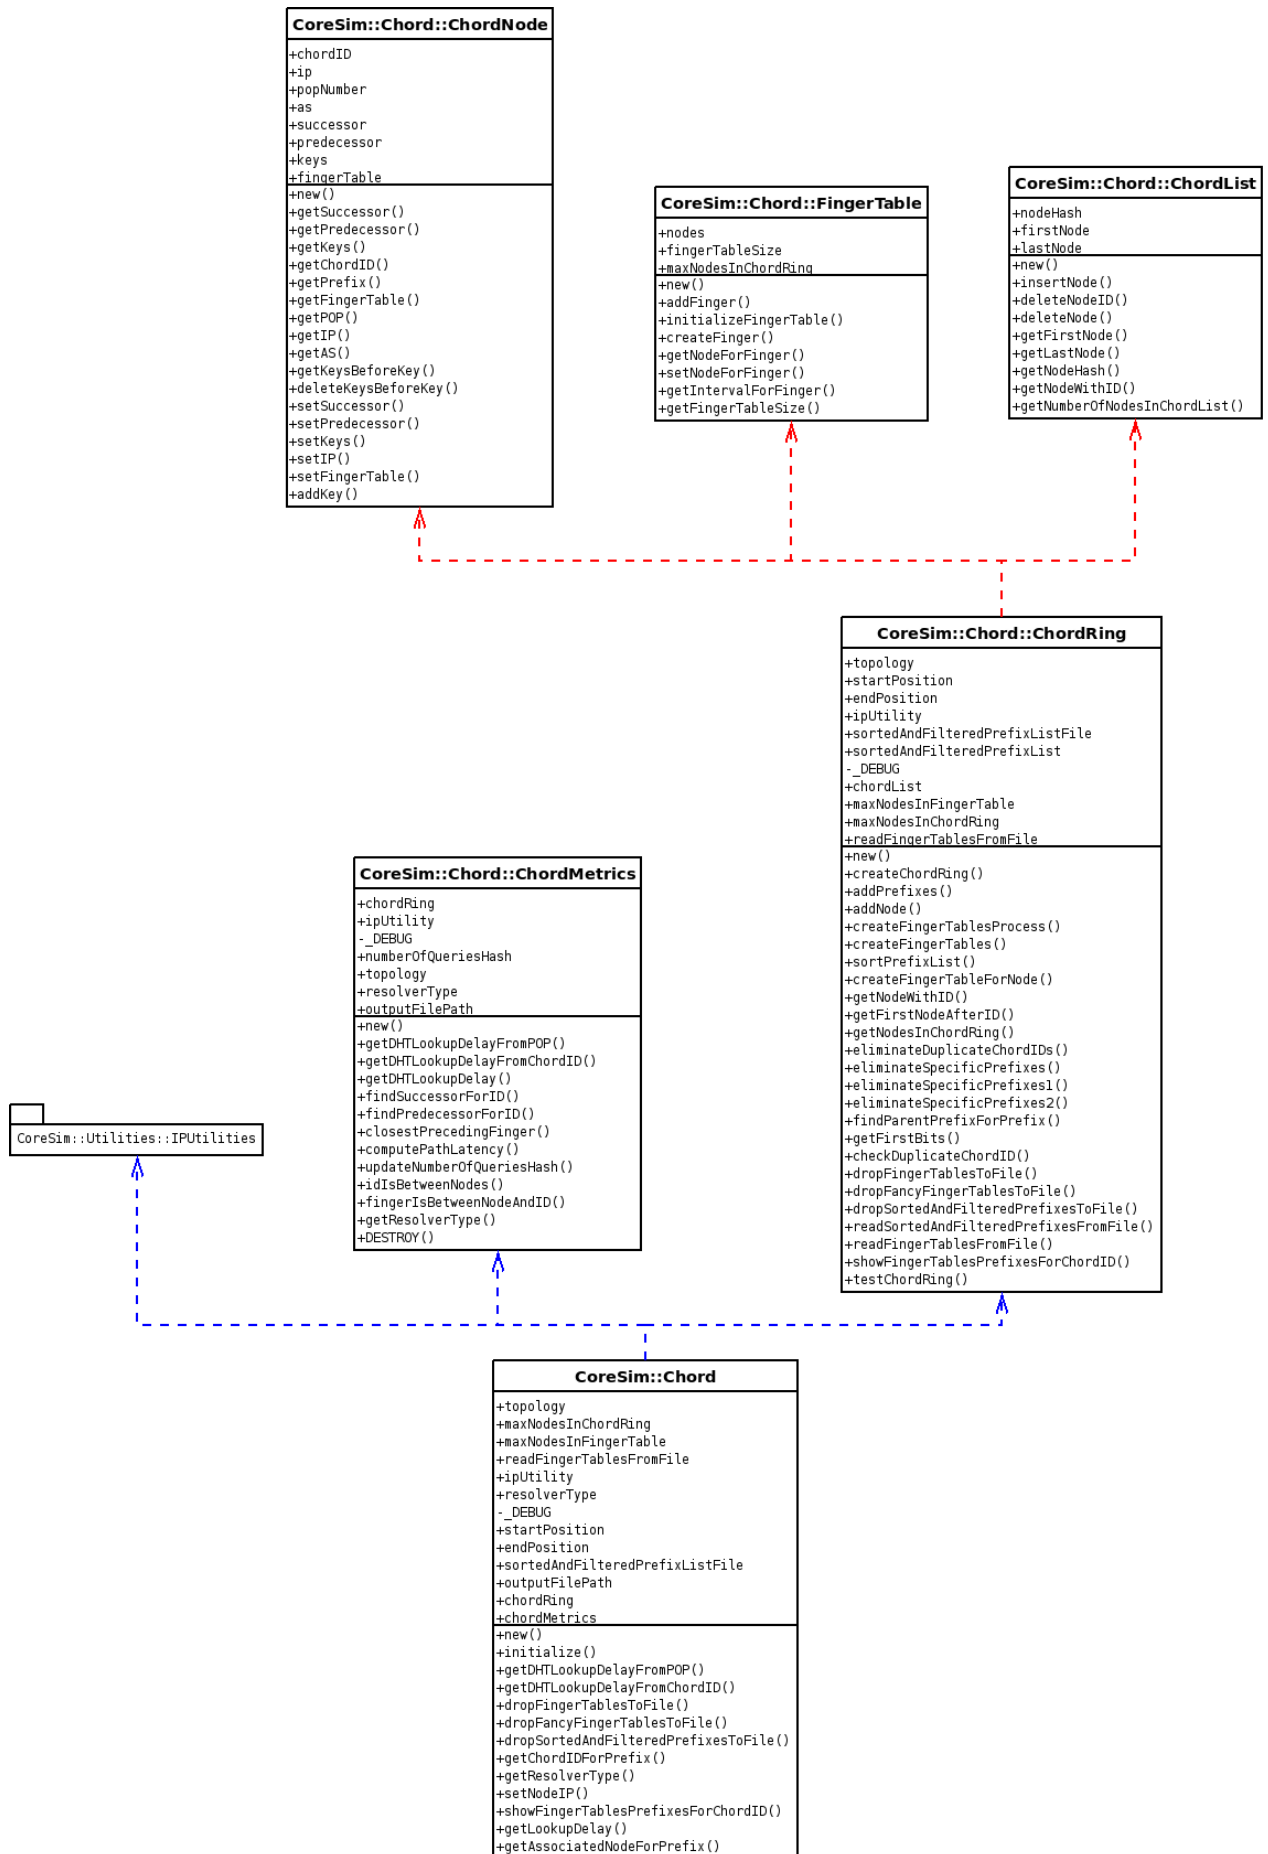 CoreSim::Chord::ChordNode
+chordID
+ip
+popNumber
+as
+successor
+predecessor
+keys
+fingerTable
+new()
+getSuccessor()
+getPredecessor()
+getKeys()
+getChordID()
+getPrefix()
+getFingerTable()
+getPOP()
+getIP()
+getAS()
+getKeysBeforeKey()
+deleteKeysBeforeKey()
+setSuccessor()
+setPredecessor()
+setKeys()
+setIP()
+setFingerTable()
+addKey()
CoreSim::Chord::FingerTable
+nodes
+fingerTableSize
+maxNodesInChordRing
+new()
+addFinger()
+initializeFingerTable()
+createFinger()
+getNodeForFinger()
+setNodeForFinger()
+getIntervalForFinger()
+getFingerTableSize()
CoreSim::Chord::ChordList
+nodeHash
+firstNode
+lastNode
+new()
+insertNode()
+deleteNodeID()
+deleteNode()
+getFirstNode()
+getLastNode()
+getNodeHash()
+getNodeWithID()
+getNumberOfNodesInChordList()
CoreSim::Chord::ChordRing
+topology
+startPosition
+endPosition
+ipUtility
+sortedAndFilteredPrefixListFile
+sortedAndFilteredPrefixList
-_DEBUG
+chordList
+maxNodesInFingerTable
+maxNodesInChordRing
+readFingerTablesFromFile
+new()
+createChordRing()
+addPrefixes()
+addNode()
+createFingerTablesProcess()
+createFingerTables()
+sortPrefixList()
+createFingerTableForNode()
+getNodeWithID()
+getFirstNodeAfterID()
+getNodesInChordRing()
+eliminateDuplicateChordIDs()
+eliminateSpecificPrefixes()
+eliminateSpecificPrefixes1()
+eliminateSpecificPrefixes2()
+findParentPrefixForPrefix()
+getFirstBits()
+checkDuplicateChordID()
+dropFingerTablesToFile()
+dropFancyFingerTablesToFile()
+dropSortedAndFilteredPrefixesToFile()
+readSortedAndFilteredPrefixesFromFile()
+readFingerTablesFromFile()
+showFingerTablesPrefixesForChordID()
+testChordRing()
CoreSim::Chord::ChordMetrics
+chordRing
+ipUtility
-_DEBUG
+numberOfQueriesHash
+topology
+resolverType
+outputFilePath
+new()
+getDHTLookupDelayFromPOP()
+getDHTLookupDelayFromChordID()
+getDHTLookupDelay()
+findSuccessorForID()
+findPredecessorForID()
+closestPrecedingFinger()
+computePathLatency()
+updateNumberOfQueriesHash()
+idIsBetweenNodes()
+fingerIsBetweenNodeAndID()
+getResolverType()
+DESTROY()
CoreSim::Utilities::IPUtilities
CoreSim::Chord
+topology
+maxNodesInChordRing
+maxNodesInFingerTable
+readFingerTablesFromFile
+ipUtility
+resolverType
-_DEBUG
+startPosition
+endPosition
+sortedAndFilteredPrefixListFile
+outputFilePath
+chordRing
+chordMetrics
+new()
+initialize()
+getDHTLookupDelayFromPOP()
+getDHTLookupDelayFromChordID()
+dropFingerTablesToFile()
+dropFancyFingerTablesToFile()
+dropSortedAndFilteredPrefixesToFile()
+getChordIDForPrefix()
+getResolverType()
+setNodeIP()
+showFingerTablesPrefixesForChordID()
+getLookupDelay()
+getAssociatedNodeForPrefix()